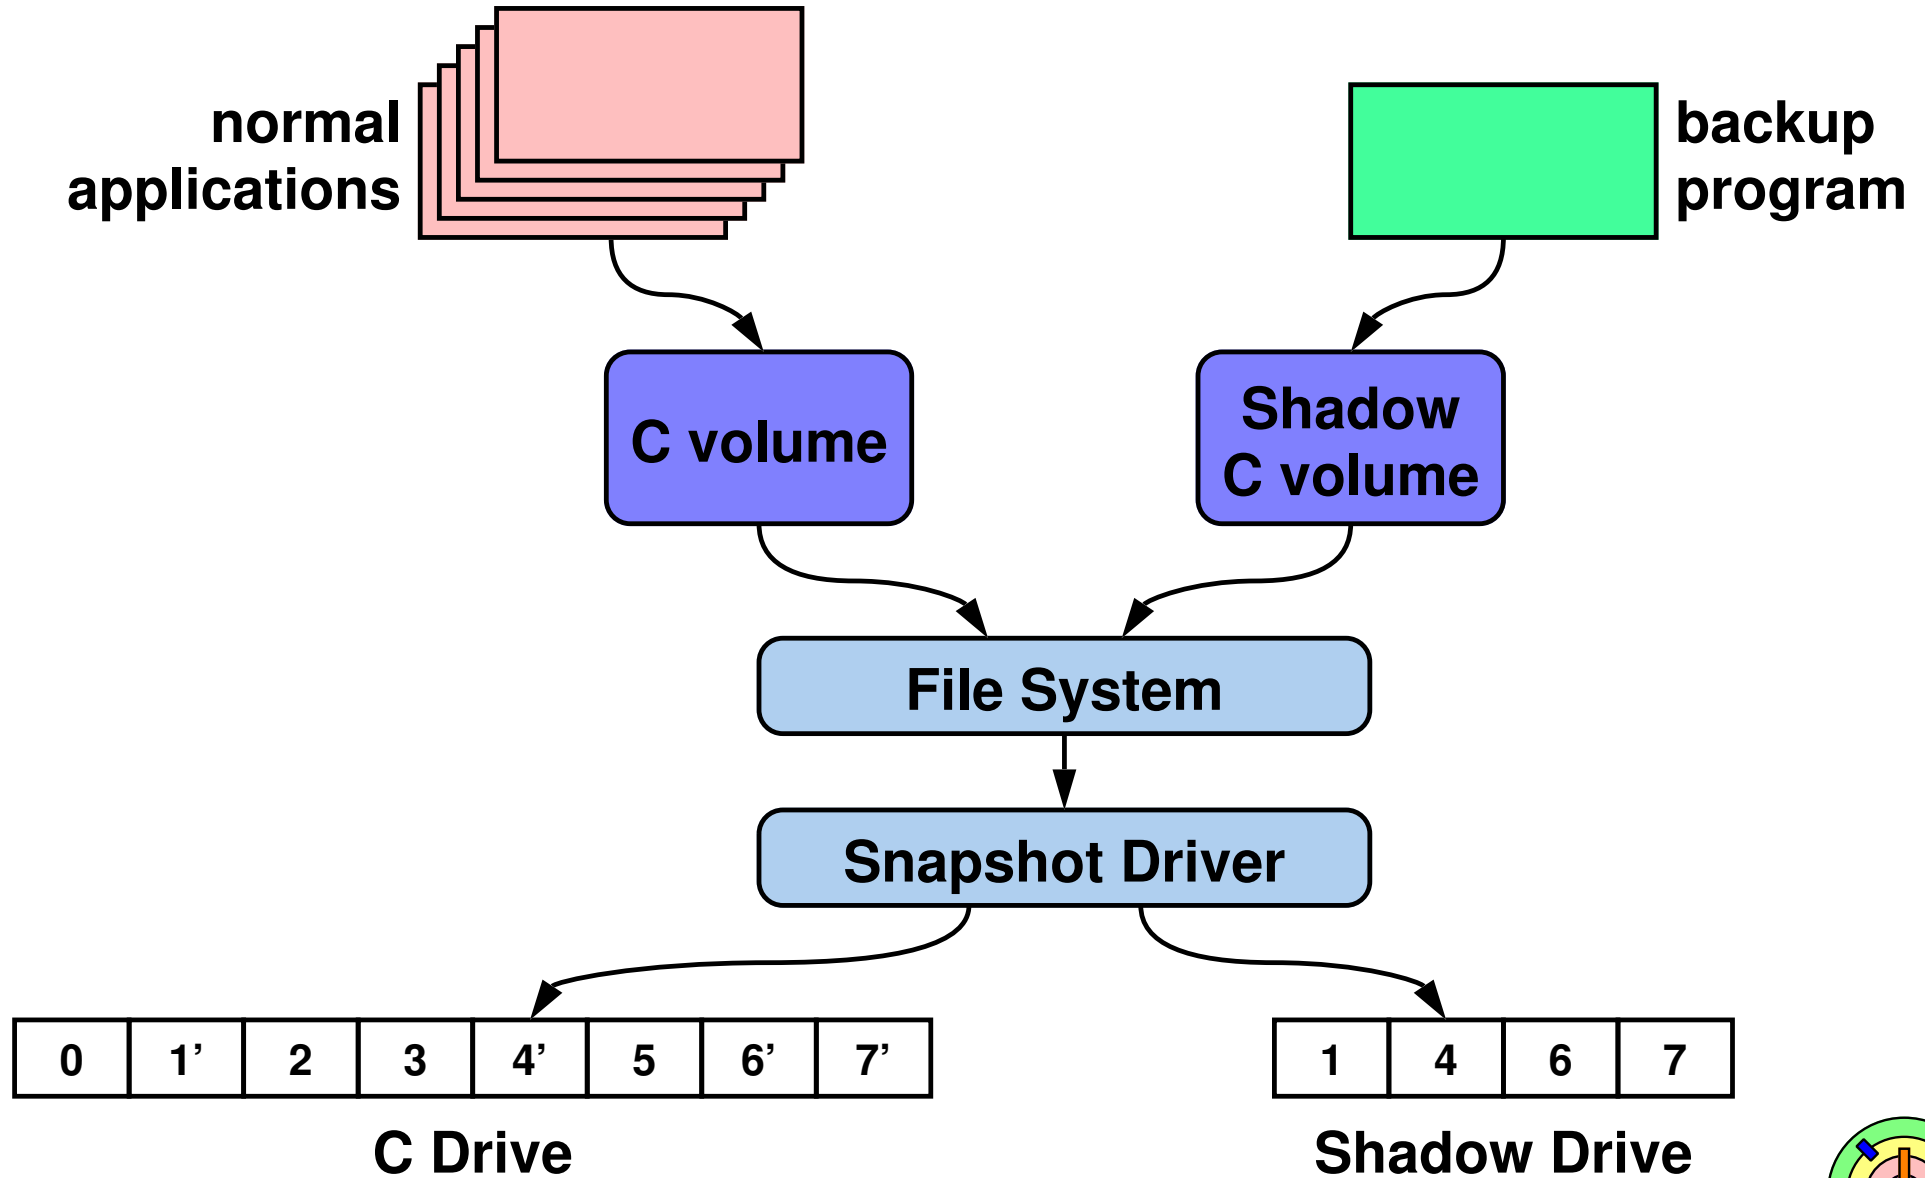 normal
applications
backup
program
C volume
Shadow
C volume
File System
Snapshot Driver
0 1’ 2 3 4’ 5 6’ 7’
1 4 6 7
C Drive
Shadow Drive